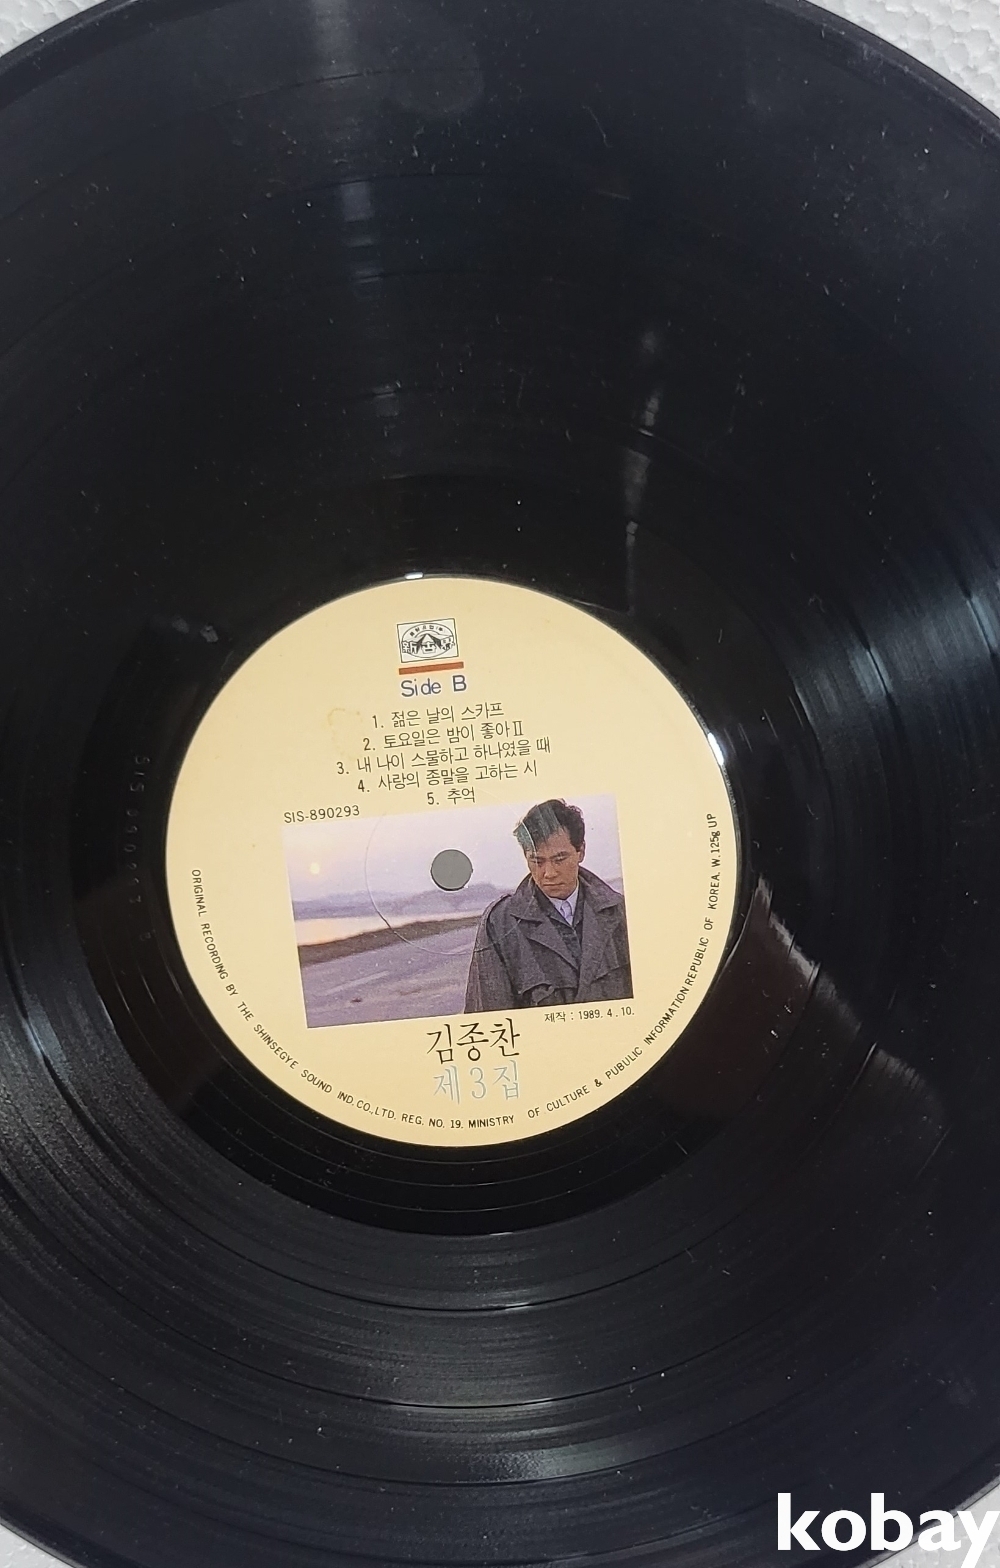 Side B
1. 젊은 날의 스카프
2. 토요일은 밤이 좋아Ⅱ
3. 내 나이 스물하고 하나었을 때
4. 사랑의 종말을 고하는 시
5. 추억
SIS-890293
제작 : 1989. 4. 10.
김종찬
제3집
ORIGINAL RECORDING BY THE SHINSEGYE SOUND IND.CO.,LTD. REG. NO. 19. MINISTRY OF CULTURE & PUBULIC INFORMATION REPUBLIC OF KOREA. W. 125g UP
kobay